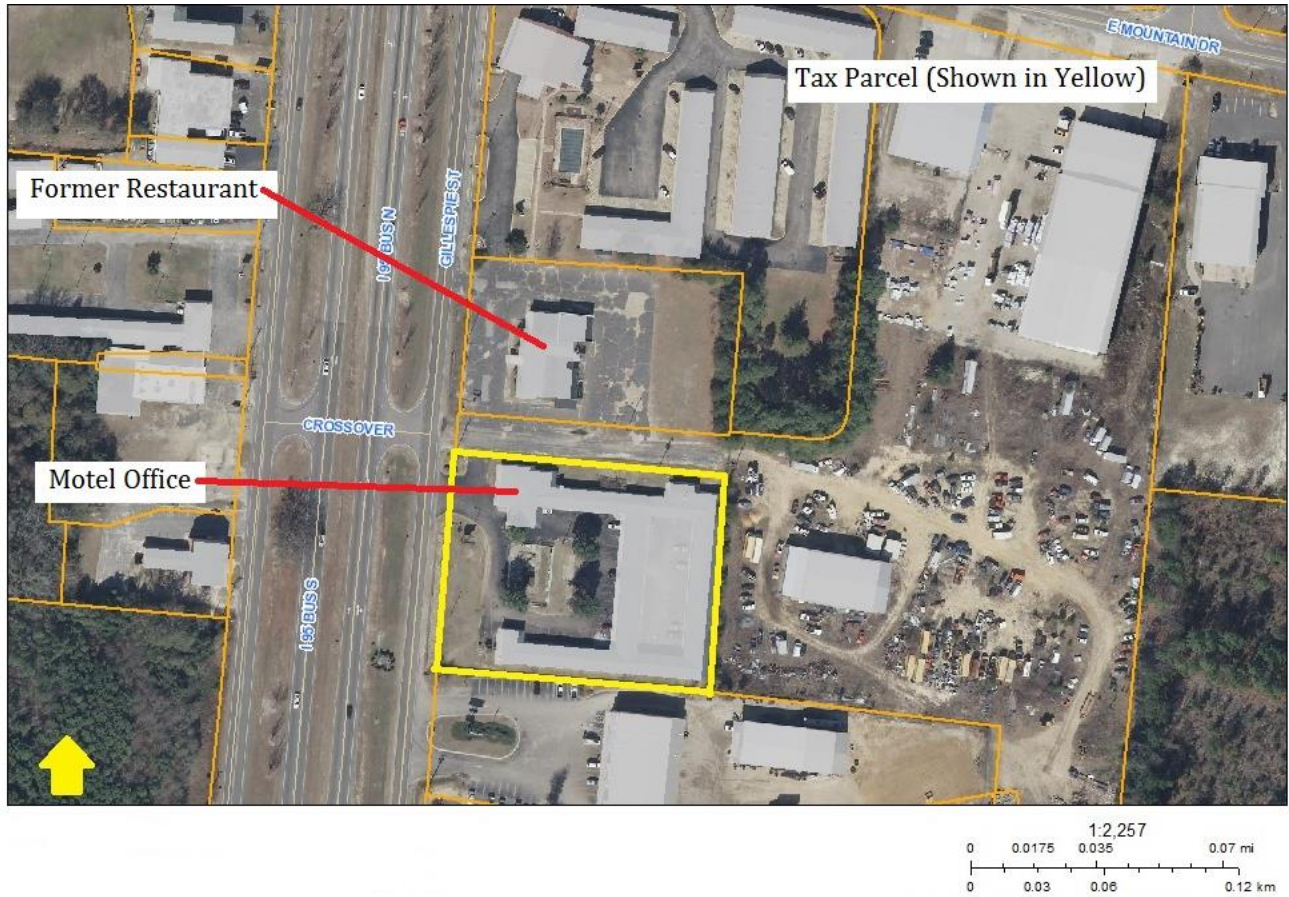 E MOUNTAIN DR
Tax Parcel (Shown in Yellow)
Former Restaurant
I 95 BUS N
GILLESPIE ST
CROSSOVER
Motel Office
I 95 BUS S
1:2,257
0 0.0175 0.035 0.07 mi
0 0.03 0.06 0.12 km